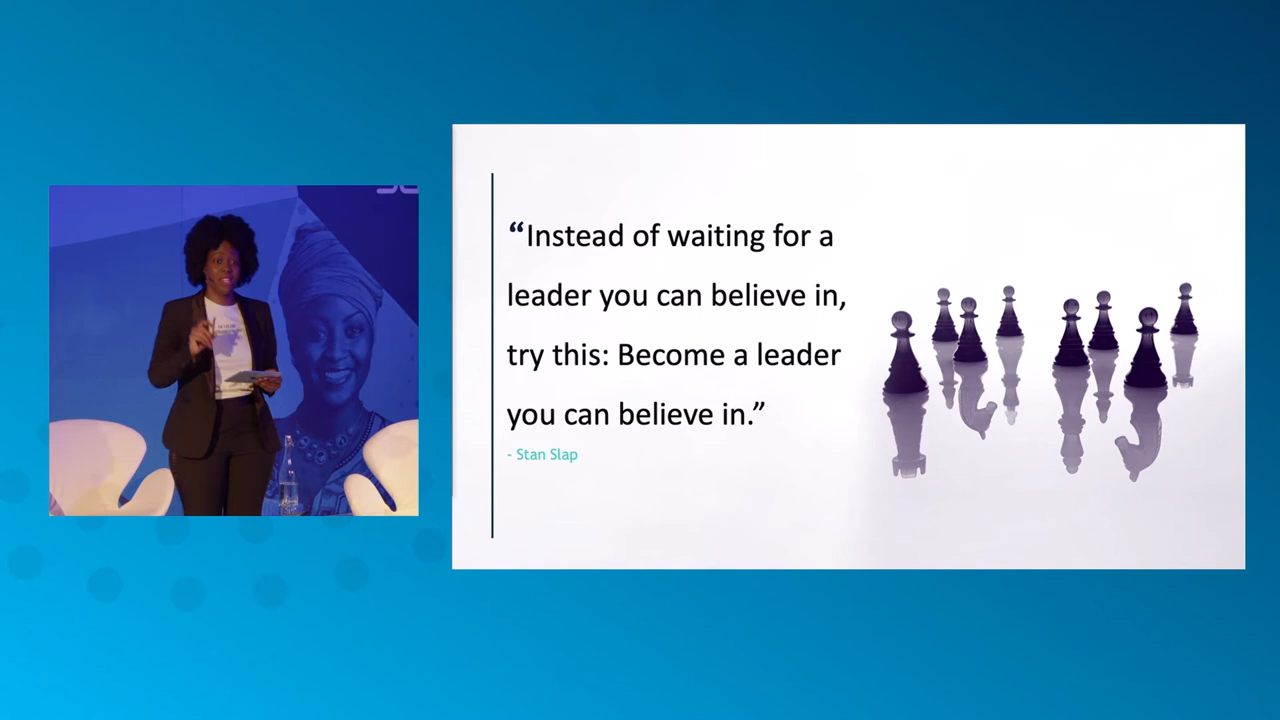 “Instead of waiting for a
leader you can believe in,
try this: Become a leader
you can believe in.”
- Stan Slap